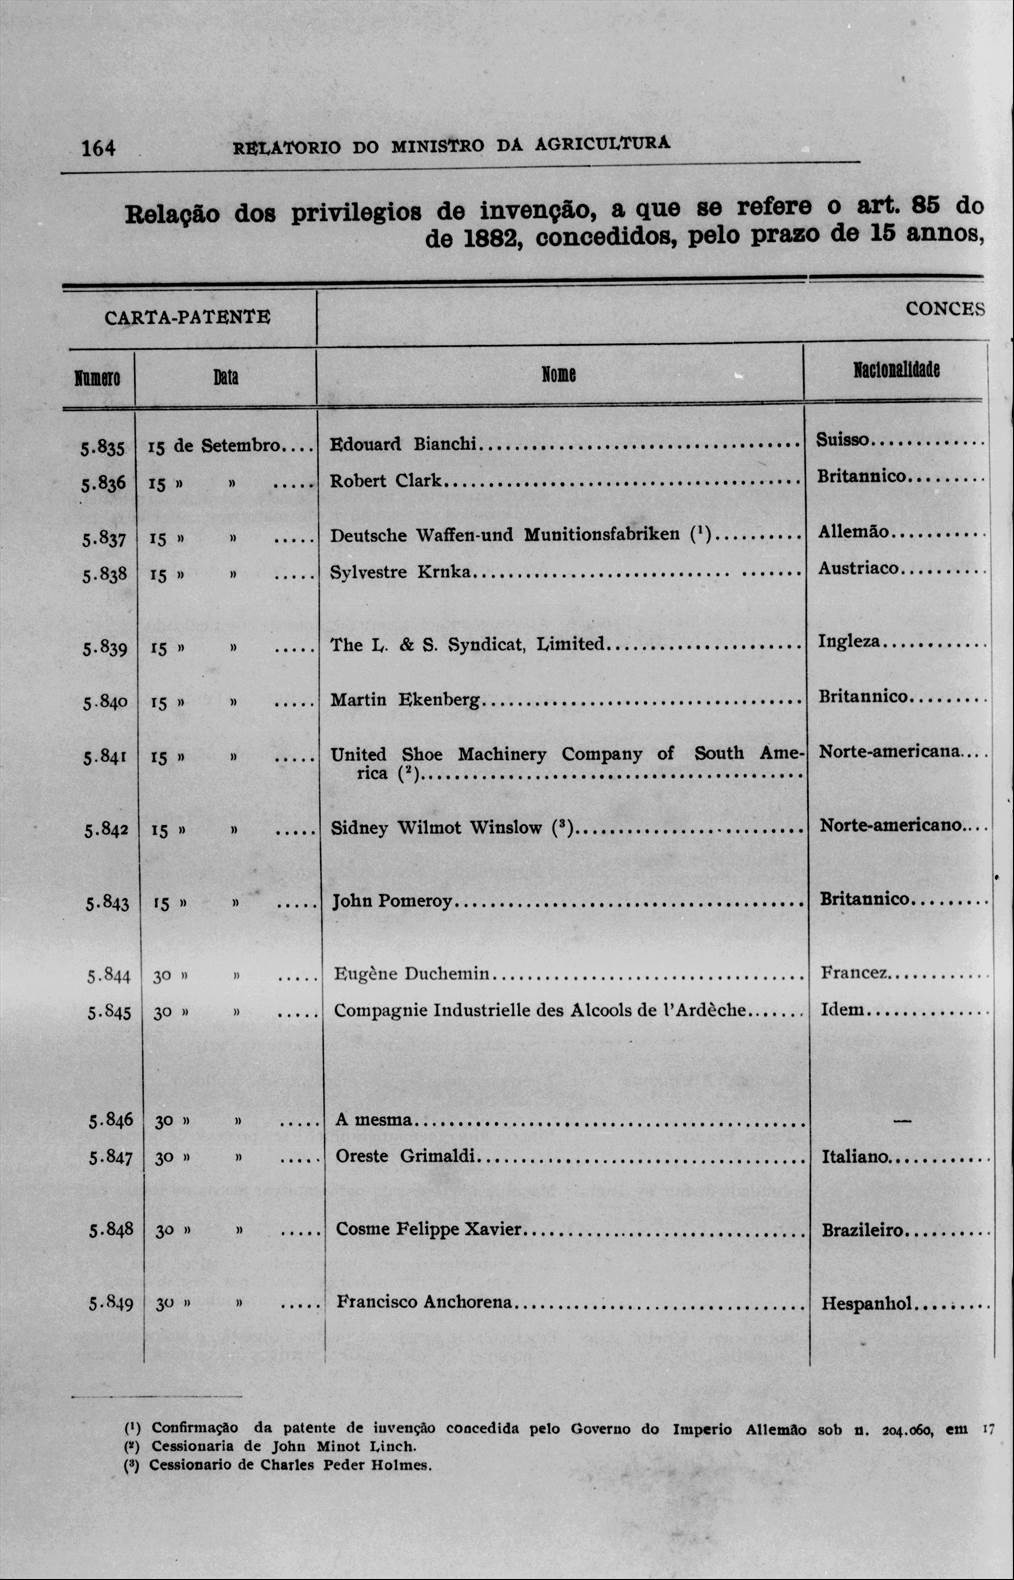 164 RELATORIO DO MINISTRO DA AGRICULTURA
Relação dos privilegios de invenção, a que se refere o art. 85 do
de 1882, concedidos, pelo prazo de 15 annos,
CARTA-PATENTE CONCES
Numero Data Nome Nacionalidade
5.835 15 de Setembro.... Edouard Bianchi.................................... Suisso.............
5.836 15 » » ..... Robert Clark........................................ Britannico.........
5.837 15 » » ..... Deutsche Waffen-und Munitionsfabriken (¹).......... Allemão...........
5.838 15 » » ..... Sylvestre Krnka............................. ....... Austriaco..........
5.839 15 » » ..... The L. & S. Syndicat, Limited...................... Ingleza............
5.840 15 » » ..... Martin Ekenberg.................................... Britannico.........
5.841 15 » » ..... United Shoe Machinery Company of South Ame- Norte-americana....
rica (²)...........................................
5.842 15 » » ..... Sidney Wilmot Winslow (³).......................... Norte-americano....
5.843 15 » » ..... John Pomeroy....................................... Britannico.........
5.844 30 » » ..... Eugène Duchemin................................... Francez............
5.845 30 » » ..... Compagnie Industrielle des Alcools de l'Ardèche....... Idem..............
5.846 30 » » ..... A mesma............................................ —
5.847 30 » » ..... Oreste Grimaldi..................................... Italiano............
5.848 30 » » ..... Cosme Felippe Xavier................................ Brazileiro..........
5.849 30 » » ..... Francisco Anchorena................................. Hespanhol.........
(¹) Confirmação da patente de invenção concedida pelo Governo do Imperio Allemão sob n. 204.060, em 17
(²) Cessionaria de John Minot Linch.
(³) Cessionario de Charles Peder Holmes.